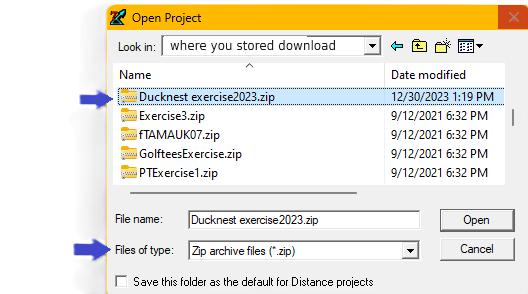 Open Project
Look in: where you stored download
Name Date modified
Ducknest exercise2023.zip 12/30/2023 1:19 PM
Exercise3.zip 9/12/2021 6:32 PM
fTAMAUK07.zip 9/12/2021 6:32 PM
GolfteesExercise.zip 9/12/2021 6:32 PM
PTExercise1.zip 9/12/2021 6:32 PM
File name: Ducknest exercise2023.zip Open
Files of type: Zip archive files (*.zip) Cancel
Save this folder as the default for Distance projects